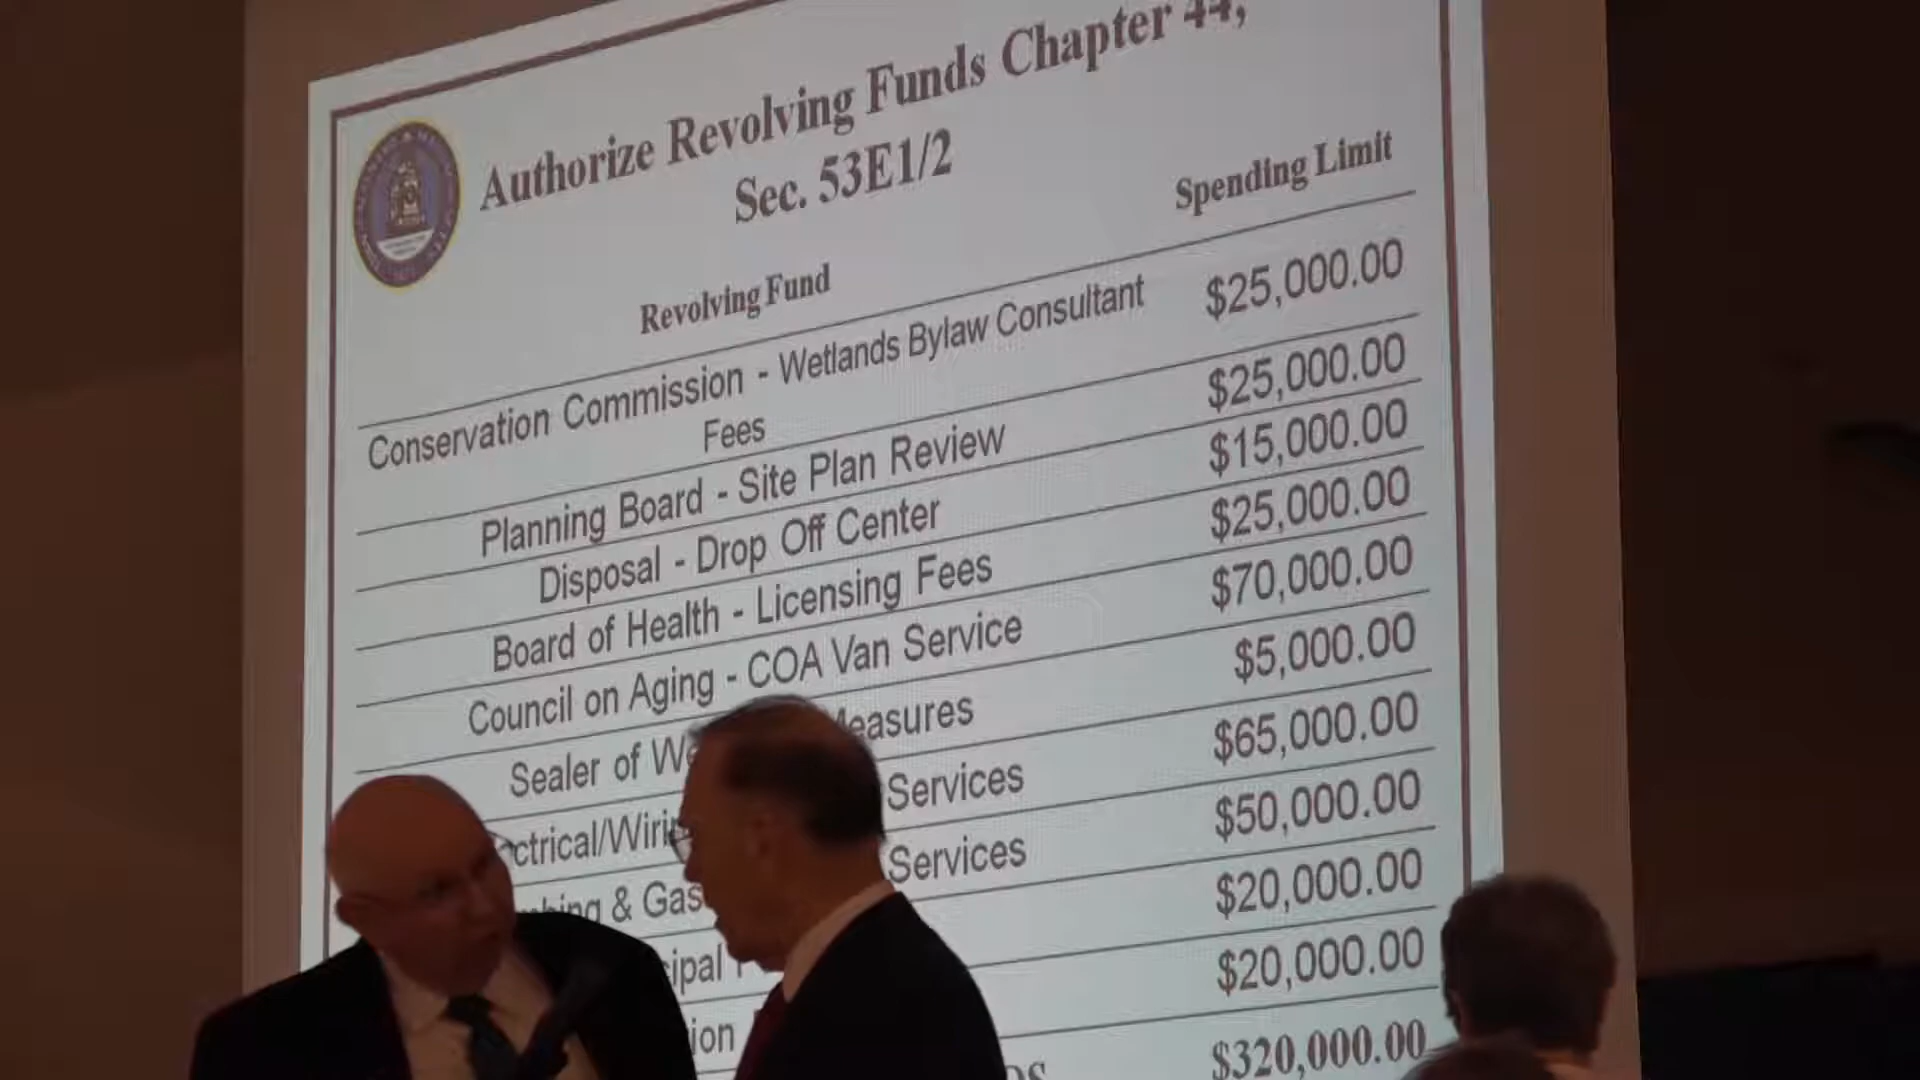 Authorize Revolving Funds Chapter 44,
Sec. 53E1/2
Revolving Fund Spending Limit
Conservation Commission - Wetlands Bylaw Consultant $25,000.00
Fees
Planning Board - Site Plan Review $25,000.00
Disposal - Drop Off Center $15,000.00
Board of Health - Licensing Fees $25,000.00
Council on Aging - COA Van Service $70,000.00
Sealer of We easures $5,000.00
ctrical/Wiri Services $65,000.00
bing & Gas Services $50,000.00
ipal $20,000.00
ion $20,000.00
$320,000.00